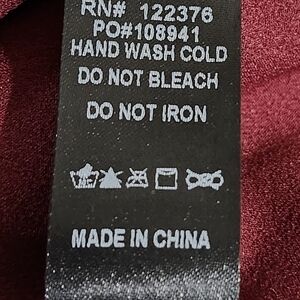 RN# 122376
PO#108941
HAND WASH COLD
DO NOT BLEACH
DO NOT IRON
MADE IN CHINA